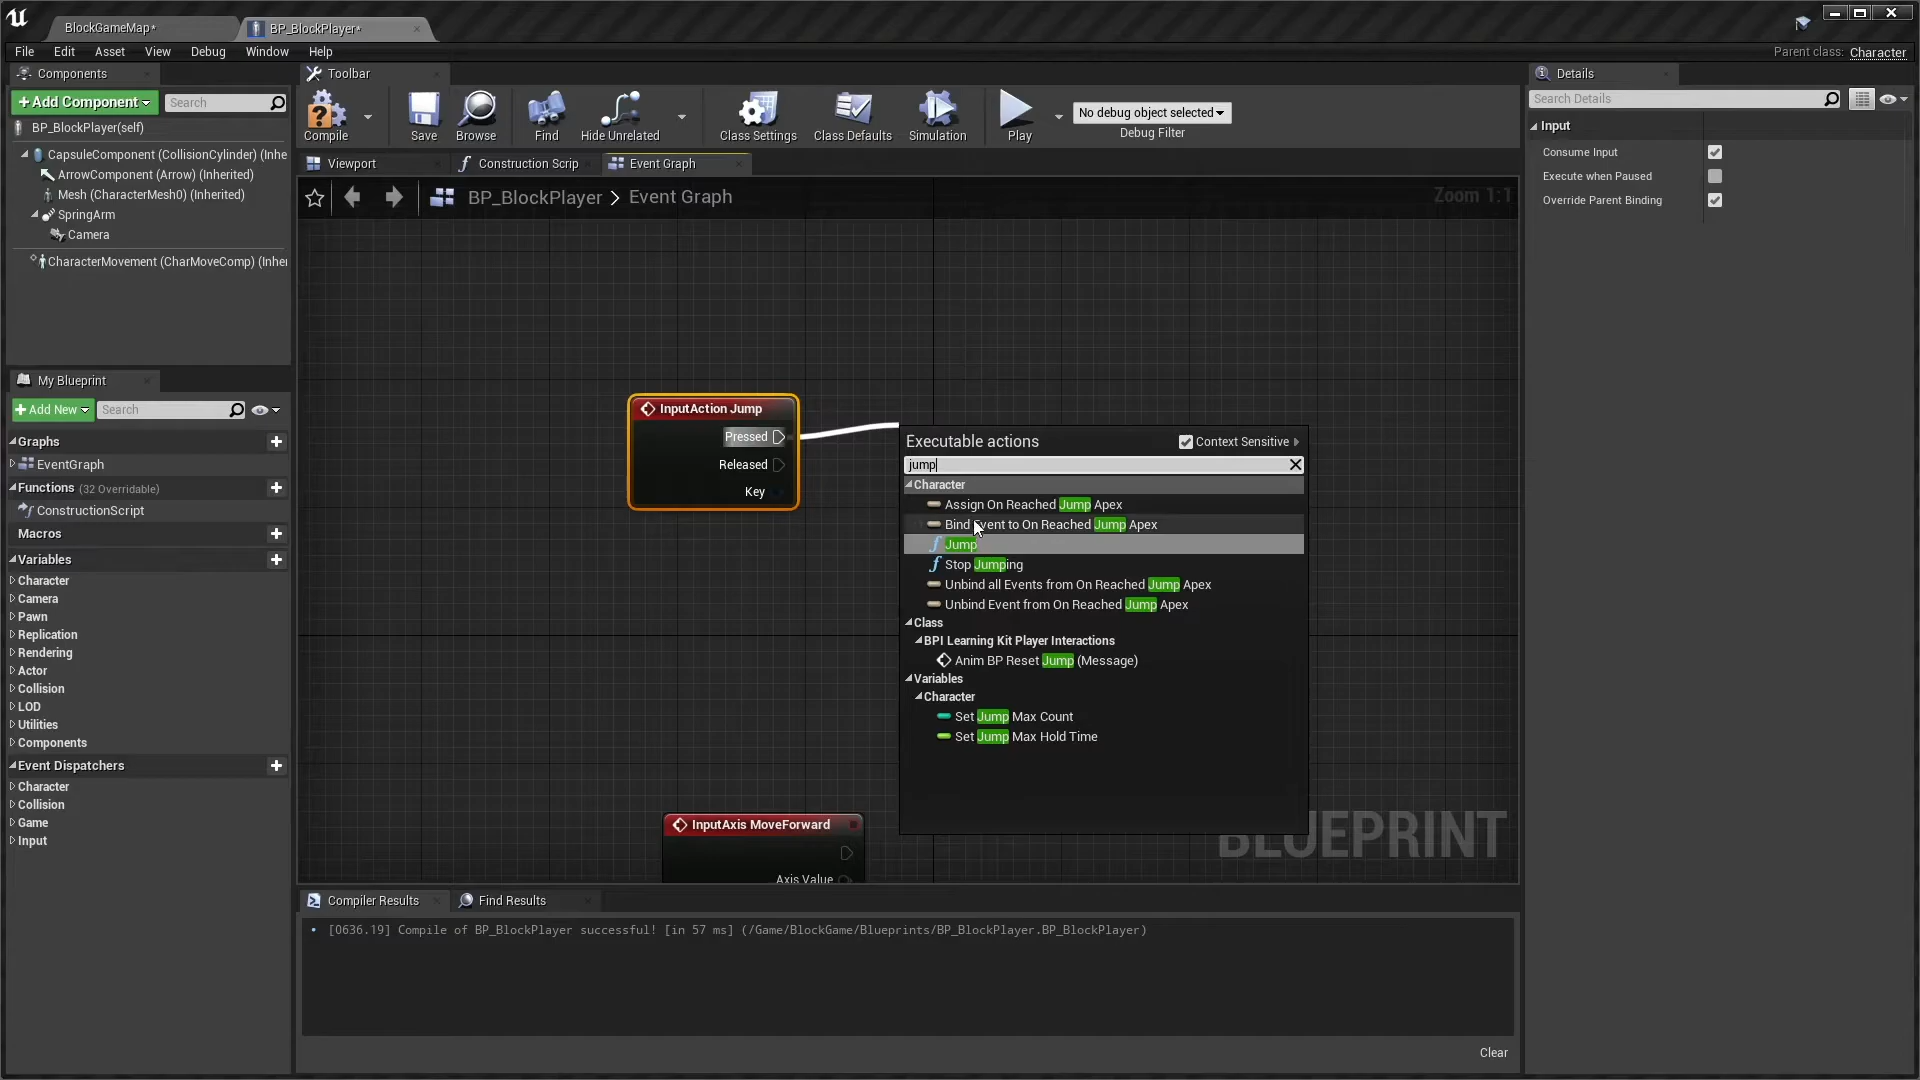 BlockGameMap*
BP_BlockPlayer*
File Edit Asset View Debug Window Help
Parent class: Character
Components
+Add Component
Search
BP_BlockPlayer(self)
CapsuleComponent (CollisionCylinder) (Inhe
ArrowComponent (Arrow) (Inherited)
Mesh (CharacterMesh0) (Inherited)
SpringArm
Camera
CharacterMovement (CharMoveComp) (Inher
My Blueprint
+Add New
Search
Graphs
EventGraph
Functions (32 Overridable)
ConstructionScript
Macros
Variables
Character
Camera
Pawn
Replication
Rendering
Actor
Collision
LOD
Utilities
Components
Event Dispatchers
Character
Collision
Game
Input
Toolbar
Compile
Save
Browse
Find
Hide Unrelated
Class Settings
Class Defaults
Simulation
Play
No debug object selected
Debug Filter
Viewport
Construction Scrip
Event Graph
BP_BlockPlayer > Event Graph
Zoom 1:1
InputAction Jump
Pressed
Released
Key
Executable actions
Context Sensitive
jump
Character
Assign On Reached Jump Apex
Bind Event to On Reached Jump Apex
Jump
Stop Jumping
Unbind all Events from On Reached Jump Apex
Unbind Event from On Reached Jump Apex
Class
BPI Learning Kit Player Interactions
Anim BP Reset Jump (Message)
Variables
Character
Set Jump Max Count
Set Jump Max Hold Time
InputAxis MoveForward
Axis Value
BLUEPRINT
Compiler Results
Find Results
[0636.19] Compile of BP_BlockPlayer successful! [in 57 ms] (/Game/BlockGame/Blueprints/BP_BlockPlayer.BP_BlockPlayer)
Clear
Details
Search Details
Input
Consume Input
Execute when Paused
Override Parent Binding